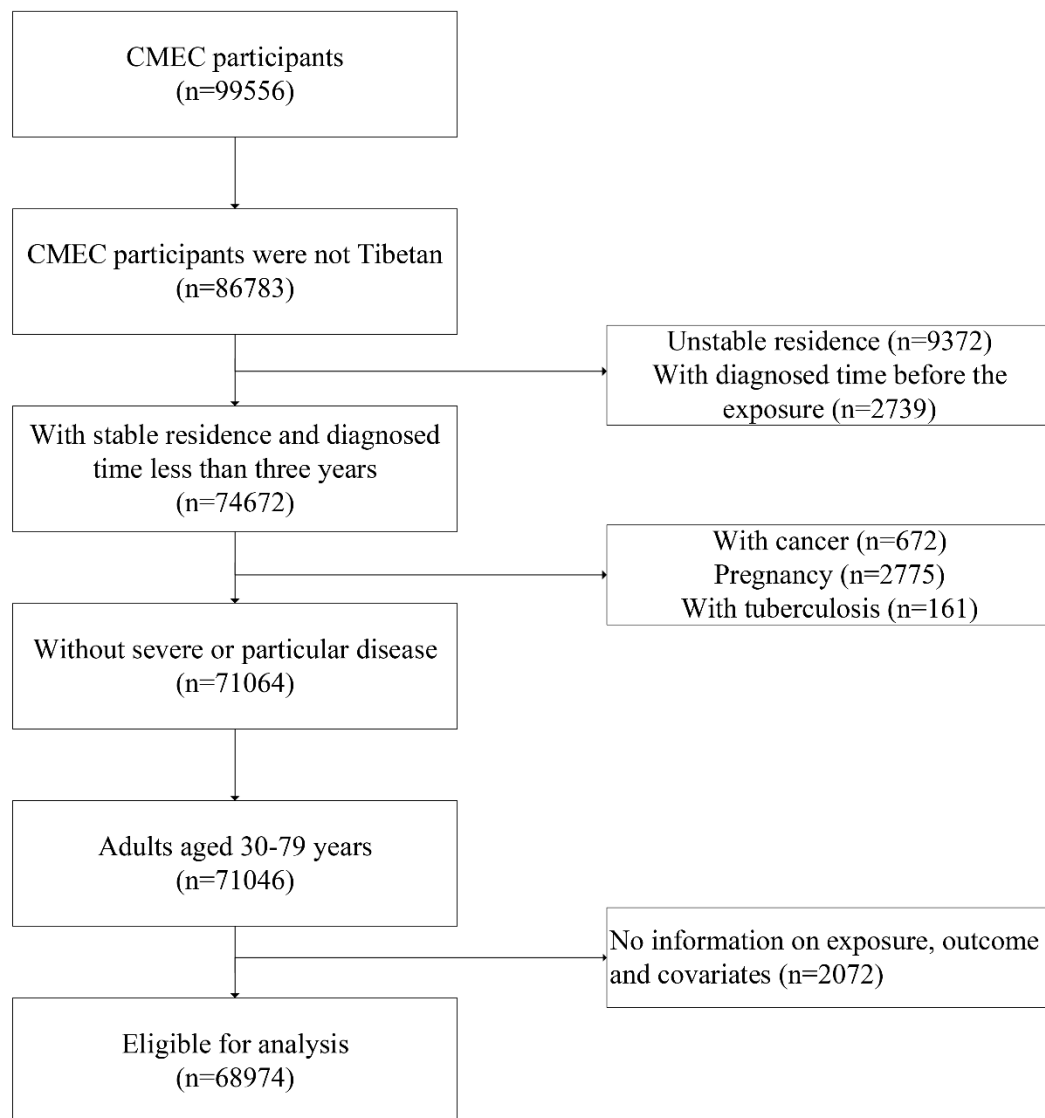 CMEC participants
(n=99556)
CMEC participants were not Tibetan
(n=86783)
Unstable residence (n=9372)
With diagnosed time before the
exposure (n=2739)
With stable residence and diagnosed
time less than three years
(n=74672)
With cancer (n=672)
Pregnancy (n=2775)
With tuberculosis (n=161)
Without severe or particular disease
(n=71064)
Adults aged 30-79 years
(n=71046)
No information on exposure, outcome
and covariates (n=2072)
Eligible for analysis
(n=68974)